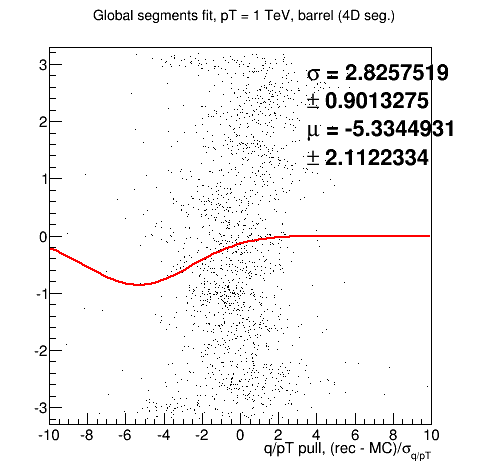 Global segments fit, pT = 1 TeV, barrel (4D seg.)
σ = 2.8257519
± 0.9013275
μ = -5.3344931
± 2.1122334
3
2
1
0
-1
-2
-3
-10 -8 -6 -4 -2 0 2 4 6 8 10
q/pT pull, (rec - MC)/σq/pT